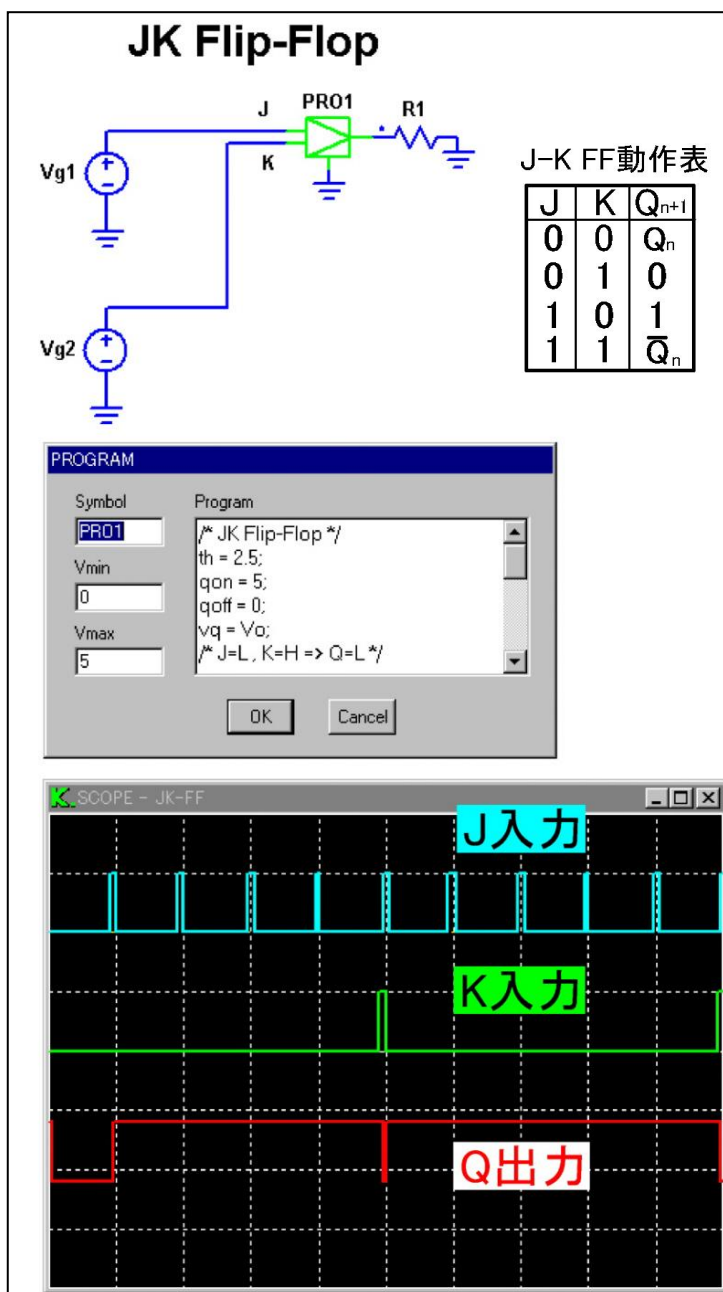 JK Flip-Flop
J PRO1 R1
K
Vg1
Vg2
J-K FF動作表
J K Qn+1
0 0 Qn
0 1 0
1 0 1
1 1 Q̅n
PROGRAM
Symbol
PRO1
Vmin
0
Vmax
5
Program
/* JK Flip-Flop */
th = 2.5;
qon = 5;
qoff = 0;
vq = Vo;
/* J=L , K=H => Q=L */
OK Cancel
K SCOPE - JK-FF
J入力
K入力
Q出力